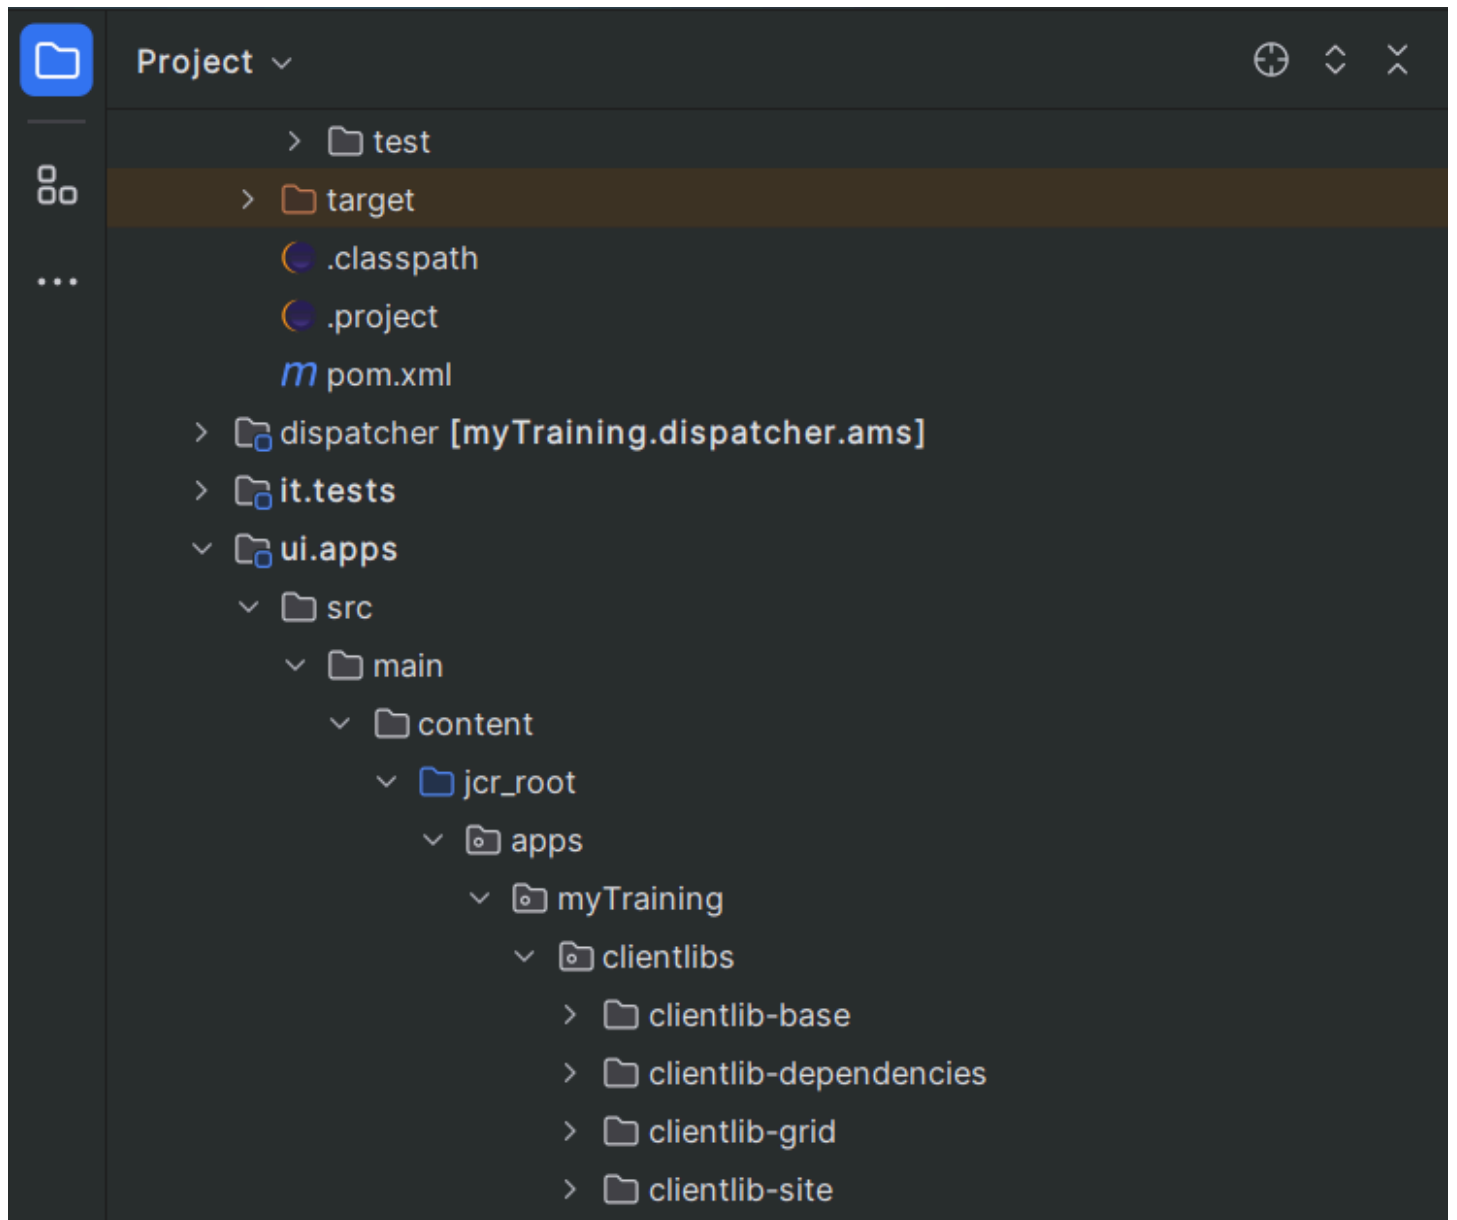 Project
test
target
.classpath
.project
m pom.xml
dispatcher [myTraining.dispatcher.ams]
it.tests
ui.apps
src
main
content
jcr_root
apps
myTraining
clientlibs
clientlib-base
clientlib-dependencies
clientlib-grid
clientlib-site